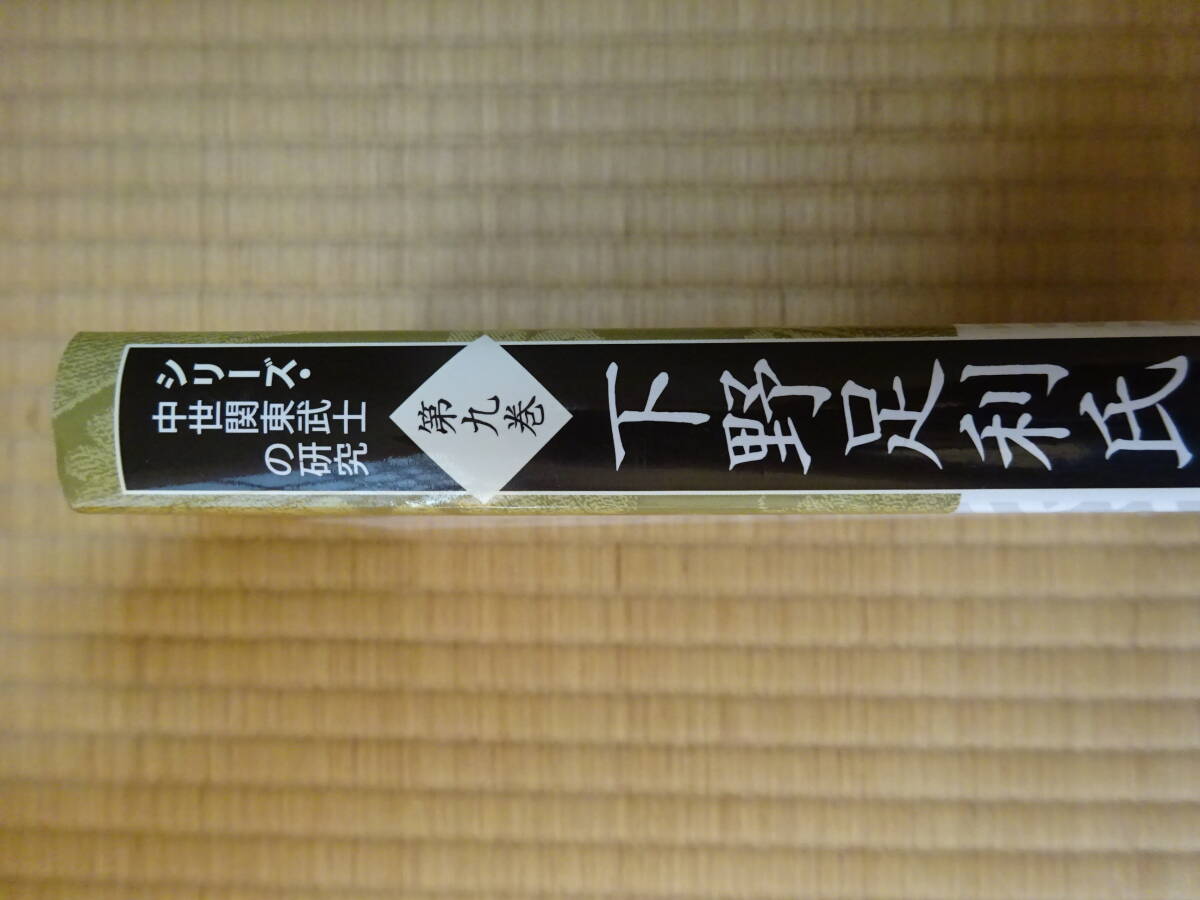 シリーズ・
中世関東武士
の研究
第九巻
下野足利氏